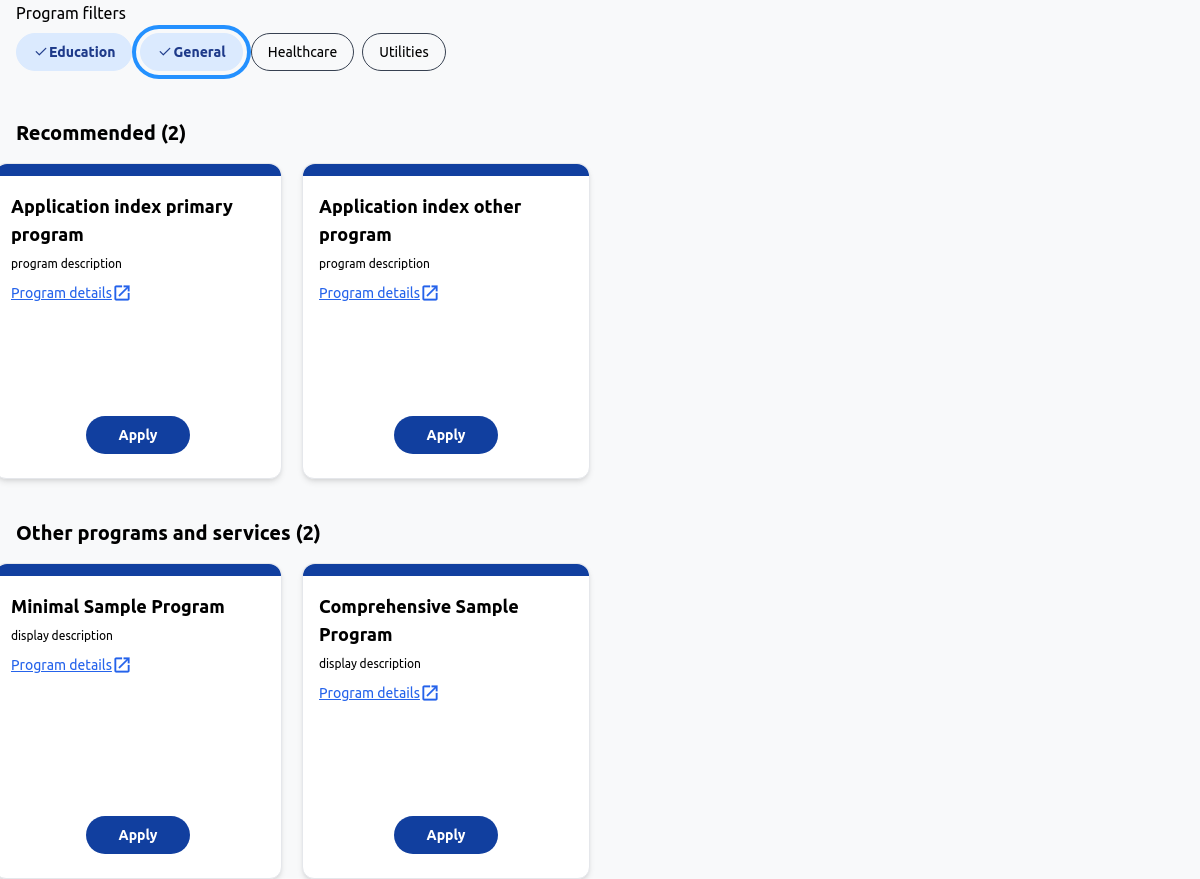 Program filters
Education General Healthcare Utilities
Recommended (2)
Application index primary program
program description
Program details
Apply
Application index other program
program description
Program details
Apply
Other programs and services (2)
Minimal Sample Program
display description
Program details
Apply
Comprehensive Sample Program
display description
Program details
Apply